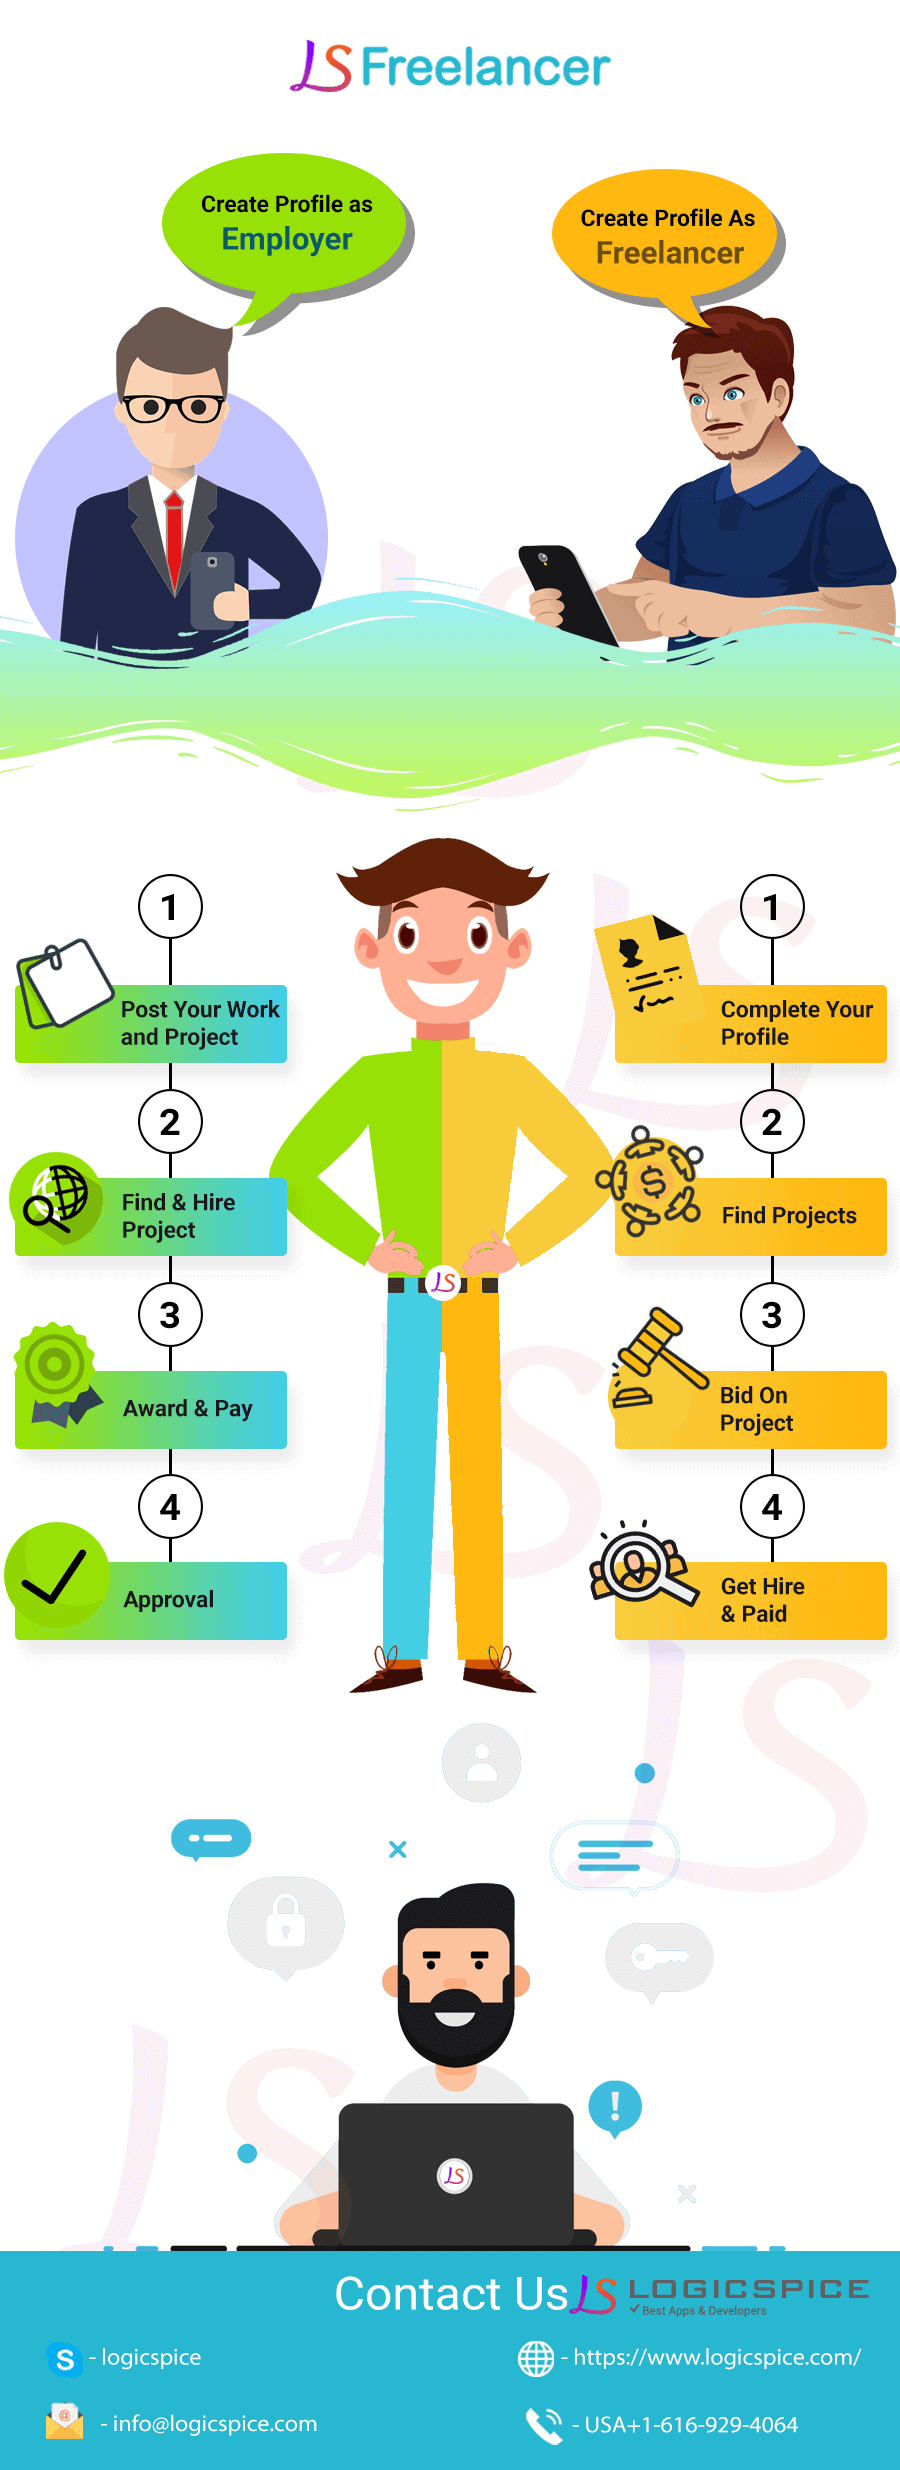 LS Freelancer
Create Profile as
Employer
Create Profile As
Freelancer
1
Post Your Work
and Project
2
Find & Hire
Project
3
Award & Pay
4
Approval
LS
1
Complete Your
Profile
2
Find Projects
$
3
Bid On
Project
4
Get Hire
& Paid
!
LS
Contact Us LS LOGICSPICE
Best Apps & Developers
S - logicspice
- https://www.logicspice.com/
@ - info@logicspice.com
- USA+1-616-929-4064